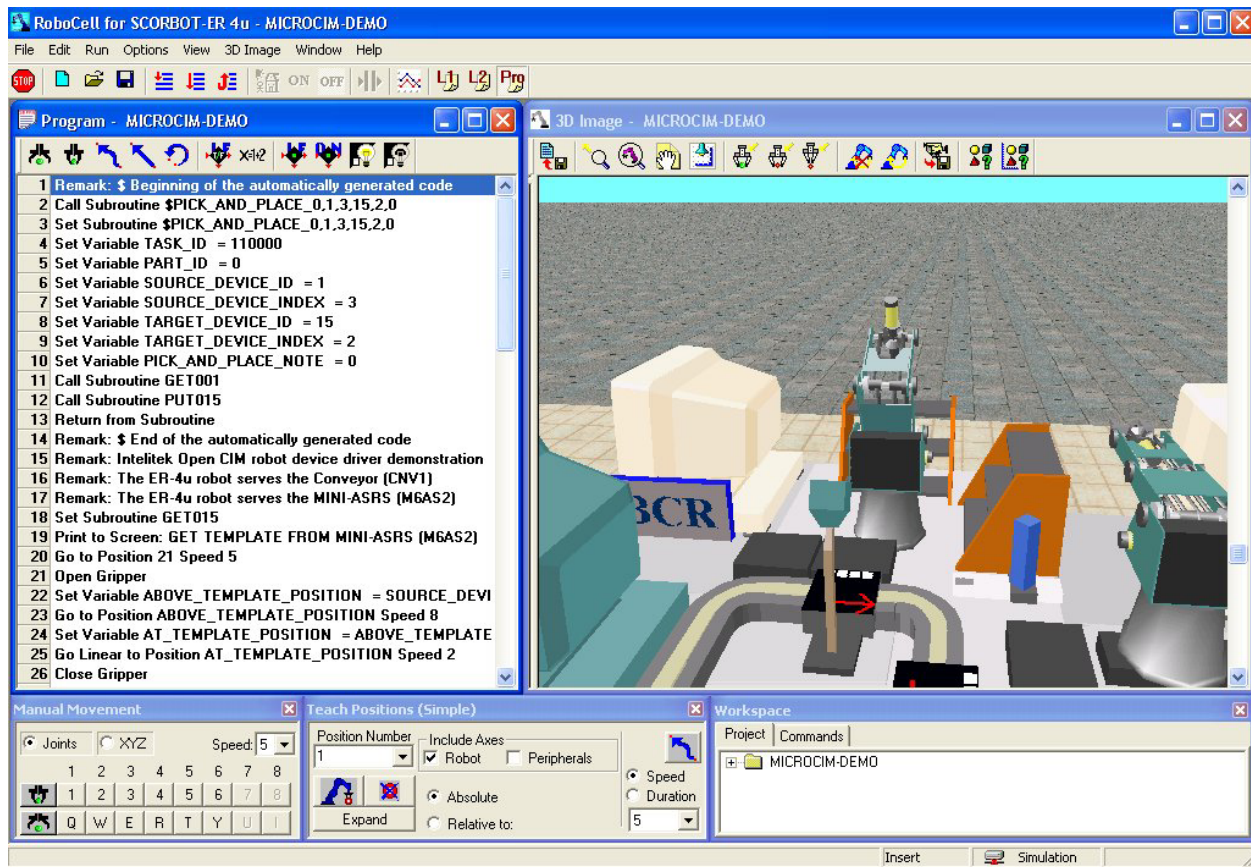 RoboCell for SCORBOT-ER 4u - MICROCIM-DEMO
File Edit Run Options View 3D Image Window Help
STOP ON OFF L1 L2 Prg
Program - MICROCIM-DEMO
X=1+2
1 Remark: $ Beginning of the automatically generated code
2 Call Subroutine $PICK_AND_PLACE_0,1,3,15,2,0
3 Set Subroutine $PICK_AND_PLACE_0,1,3,15,2,0
4 Set Variable TASK_ID = 110000
5 Set Variable PART_ID = 0
6 Set Variable SOURCE_DEVICE_ID = 1
7 Set Variable SOURCE_DEVICE_INDEX = 3
8 Set Variable TARGET_DEVICE_ID = 15
9 Set Variable TARGET_DEVICE_INDEX = 2
10 Set Variable PICK_AND_PLACE_NOTE = 0
11 Call Subroutine GET001
12 Call Subroutine PUT015
13 Return from Subroutine
14 Remark: $ End of the automatically generated code
15 Remark: Intelitek Open CIM robot device driver demonstration
16 Remark: The ER-4u robot serves the Conveyor (CNV1)
17 Remark: The ER-4u robot serves the MINI-ASRS (M6AS2)
18 Set Subroutine GET015
19 Print to Screen: GET TEMPLATE FROM MINI-ASRS (M6AS2)
20 Go to Position 21 Speed 5
21 Open Gripper
22 Set Variable ABOVE_TEMPLATE_POSITION = SOURCE_DEVI
23 Go to Position ABOVE_TEMPLATE_POSITION Speed 8
24 Set Variable AT_TEMPLATE_POSITION = ABOVE_TEMPLATE
25 Go Linear to Position AT_TEMPLATE_POSITION Speed 2
26 Close Gripper
3D Image - MICROCIM-DEMO
BCR
Manual Movement
Joints XYZ Speed: 5
1 2 3 4 5 6 7 8
1 2 3 4 5 6 7 8
Q W E R T Y U I
Teach Positions (Simple)
Position Number
1
Include Axes
Robot Peripherals
Expand
Absolute
Relative to:
Speed
Duration
5
Workspace
Project Commands
MICROCIM-DEMO
Insert Simulation